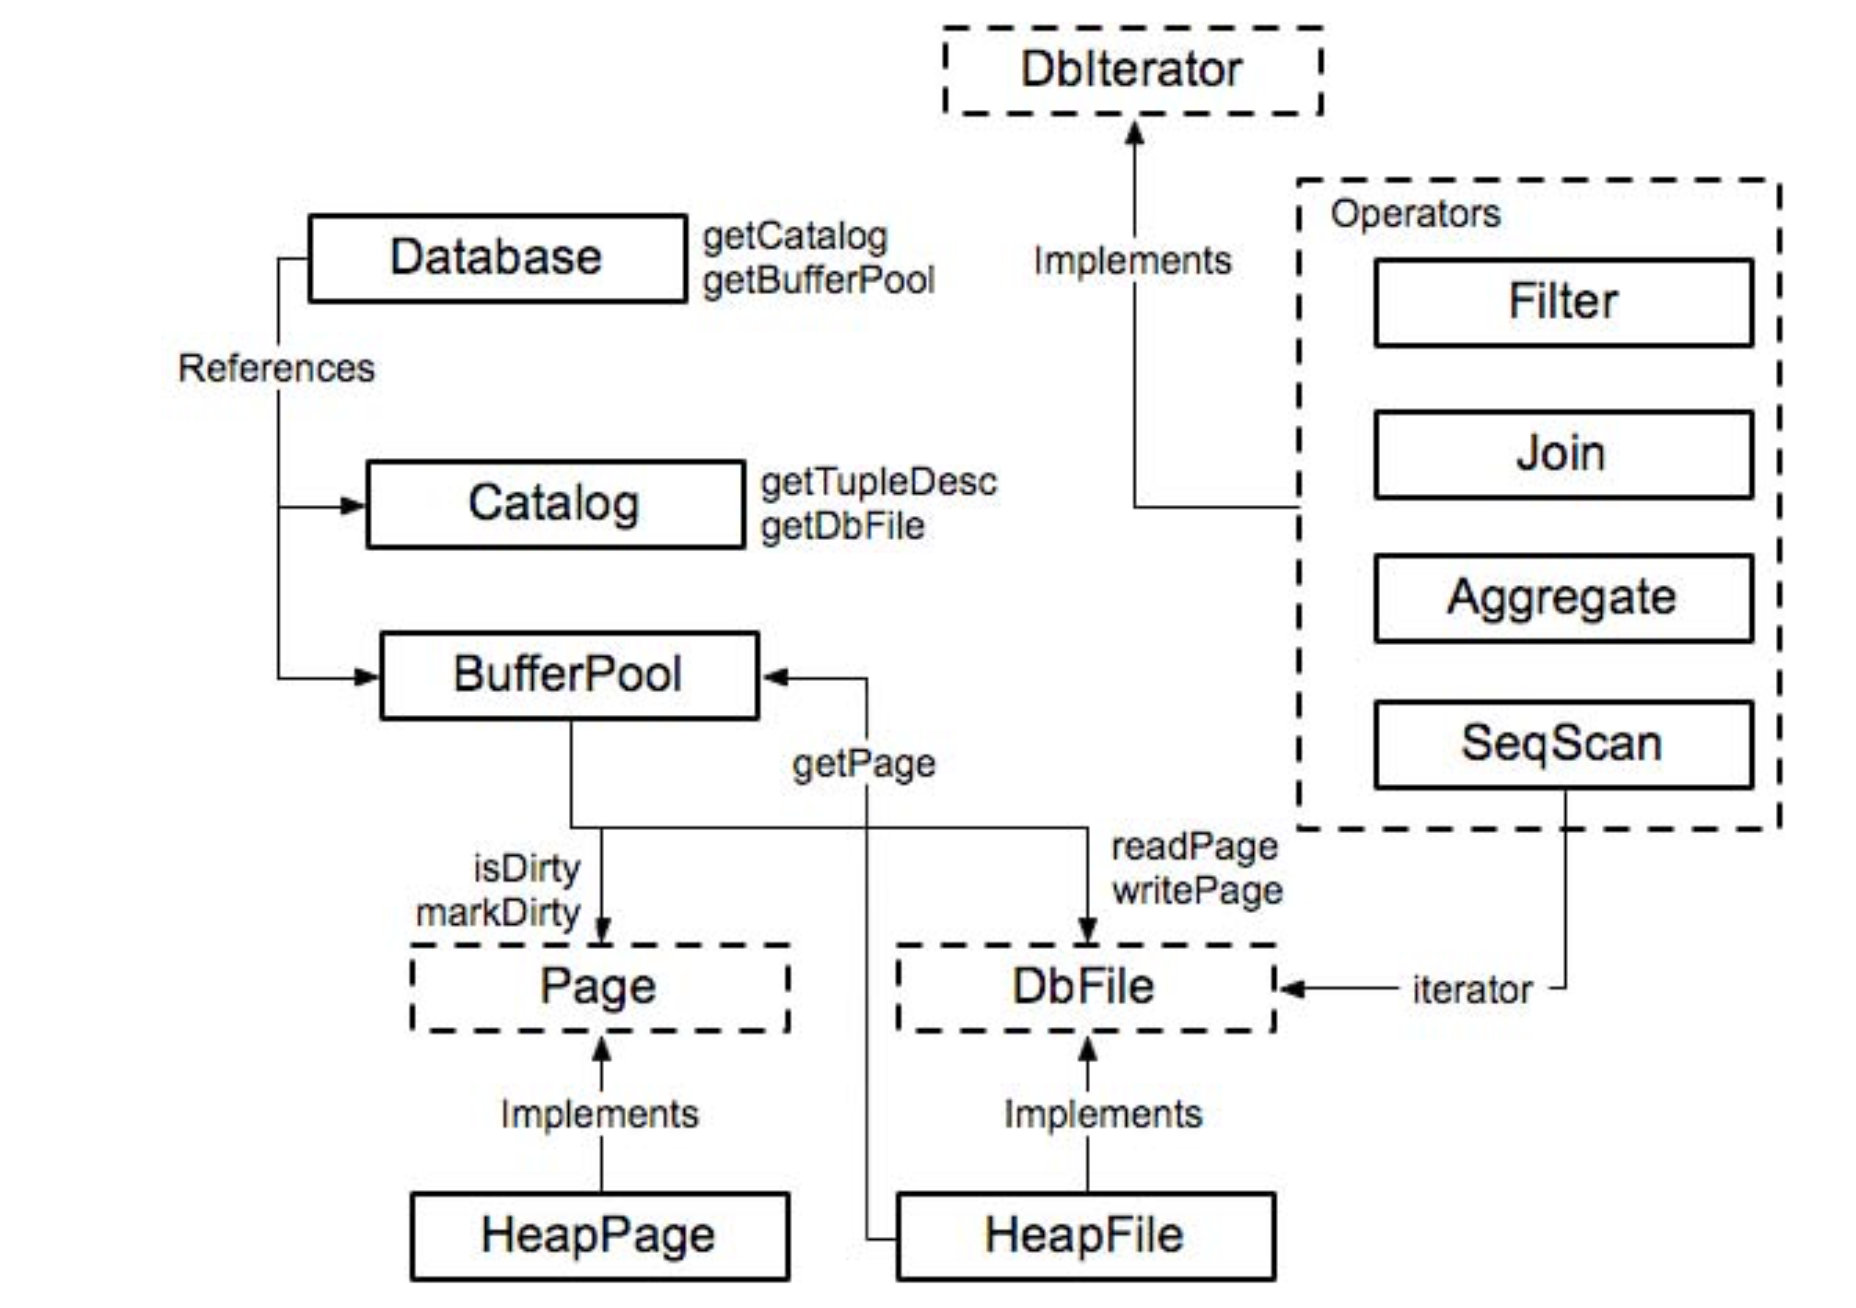 DbIterator
Operators
Database
getCatalog
getBufferPool
Implements
Filter
References
Join
Catalog
getTupleDesc
getDbFile
Aggregate
BufferPool
SeqScan
getPage
isDirty
markDirty
readPage
writePage
Page
DbFile
iterator
Implements
Implements
HeapPage
HeapFile